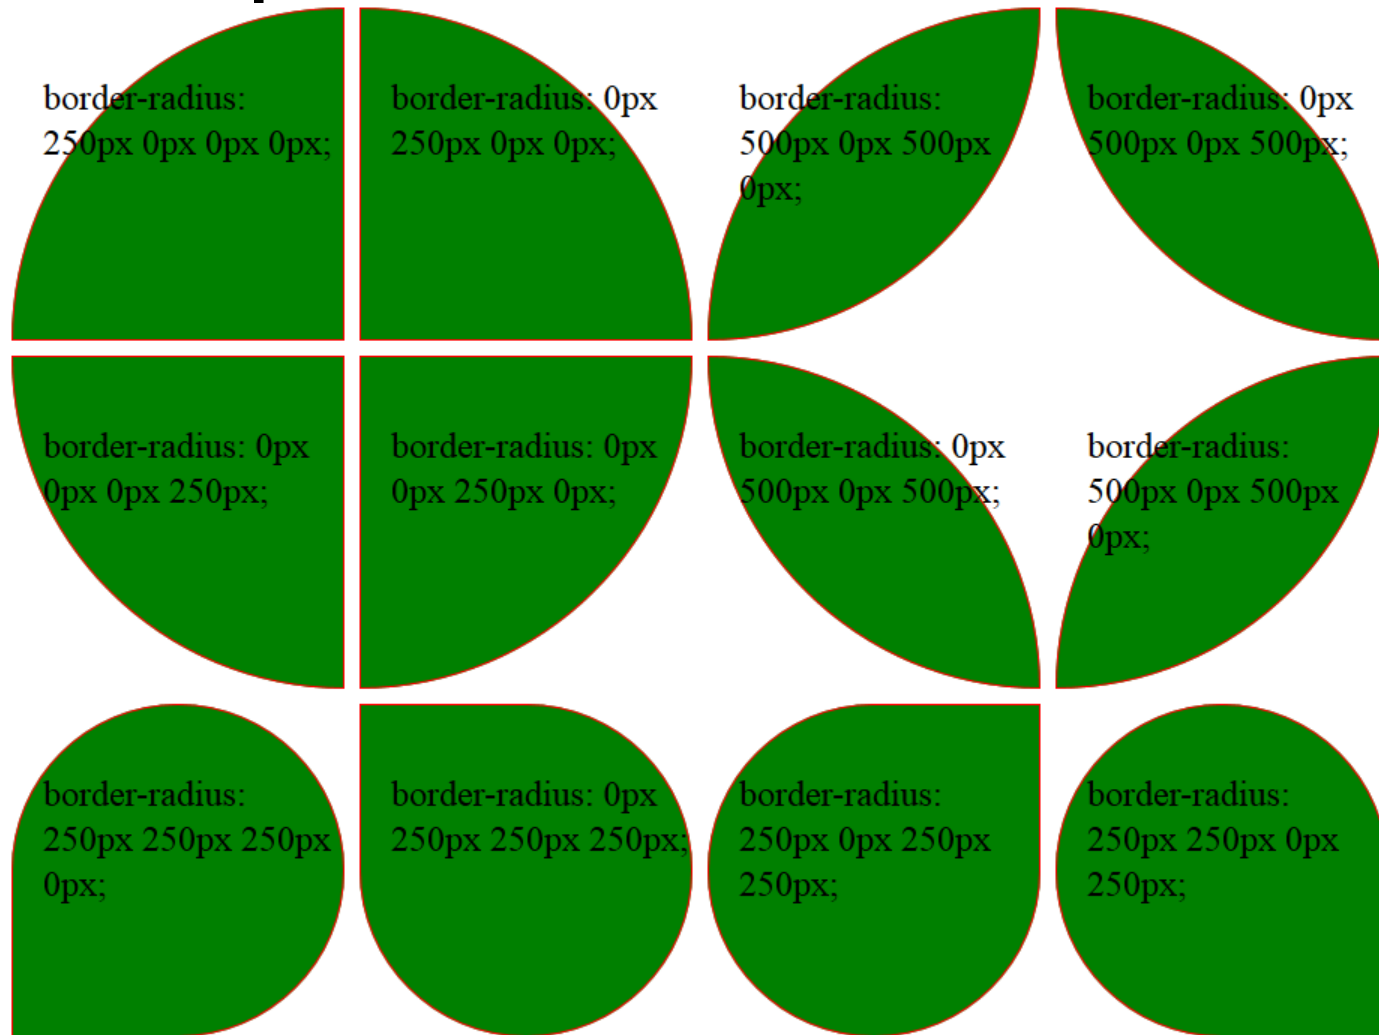 border-radius:
250px 0px 0px 0px;
border-radius: 0px
250px 0px 0px;
border-radius:
500px 0px 500px
0px;
border-radius: 0px
500px 0px 500px;
border-radius: 0px
0px 0px 250px;
border-radius: 0px
0px 250px 0px;
border-radius: 0px
500px 0px 500px;
border-radius:
500px 0px 500px
0px;
border-radius:
250px 250px 250px
0px;
border-radius: 0px
250px 250px 250px;
border-radius:
250px 0px 250px
250px;
border-radius:
250px 250px 0px
250px;